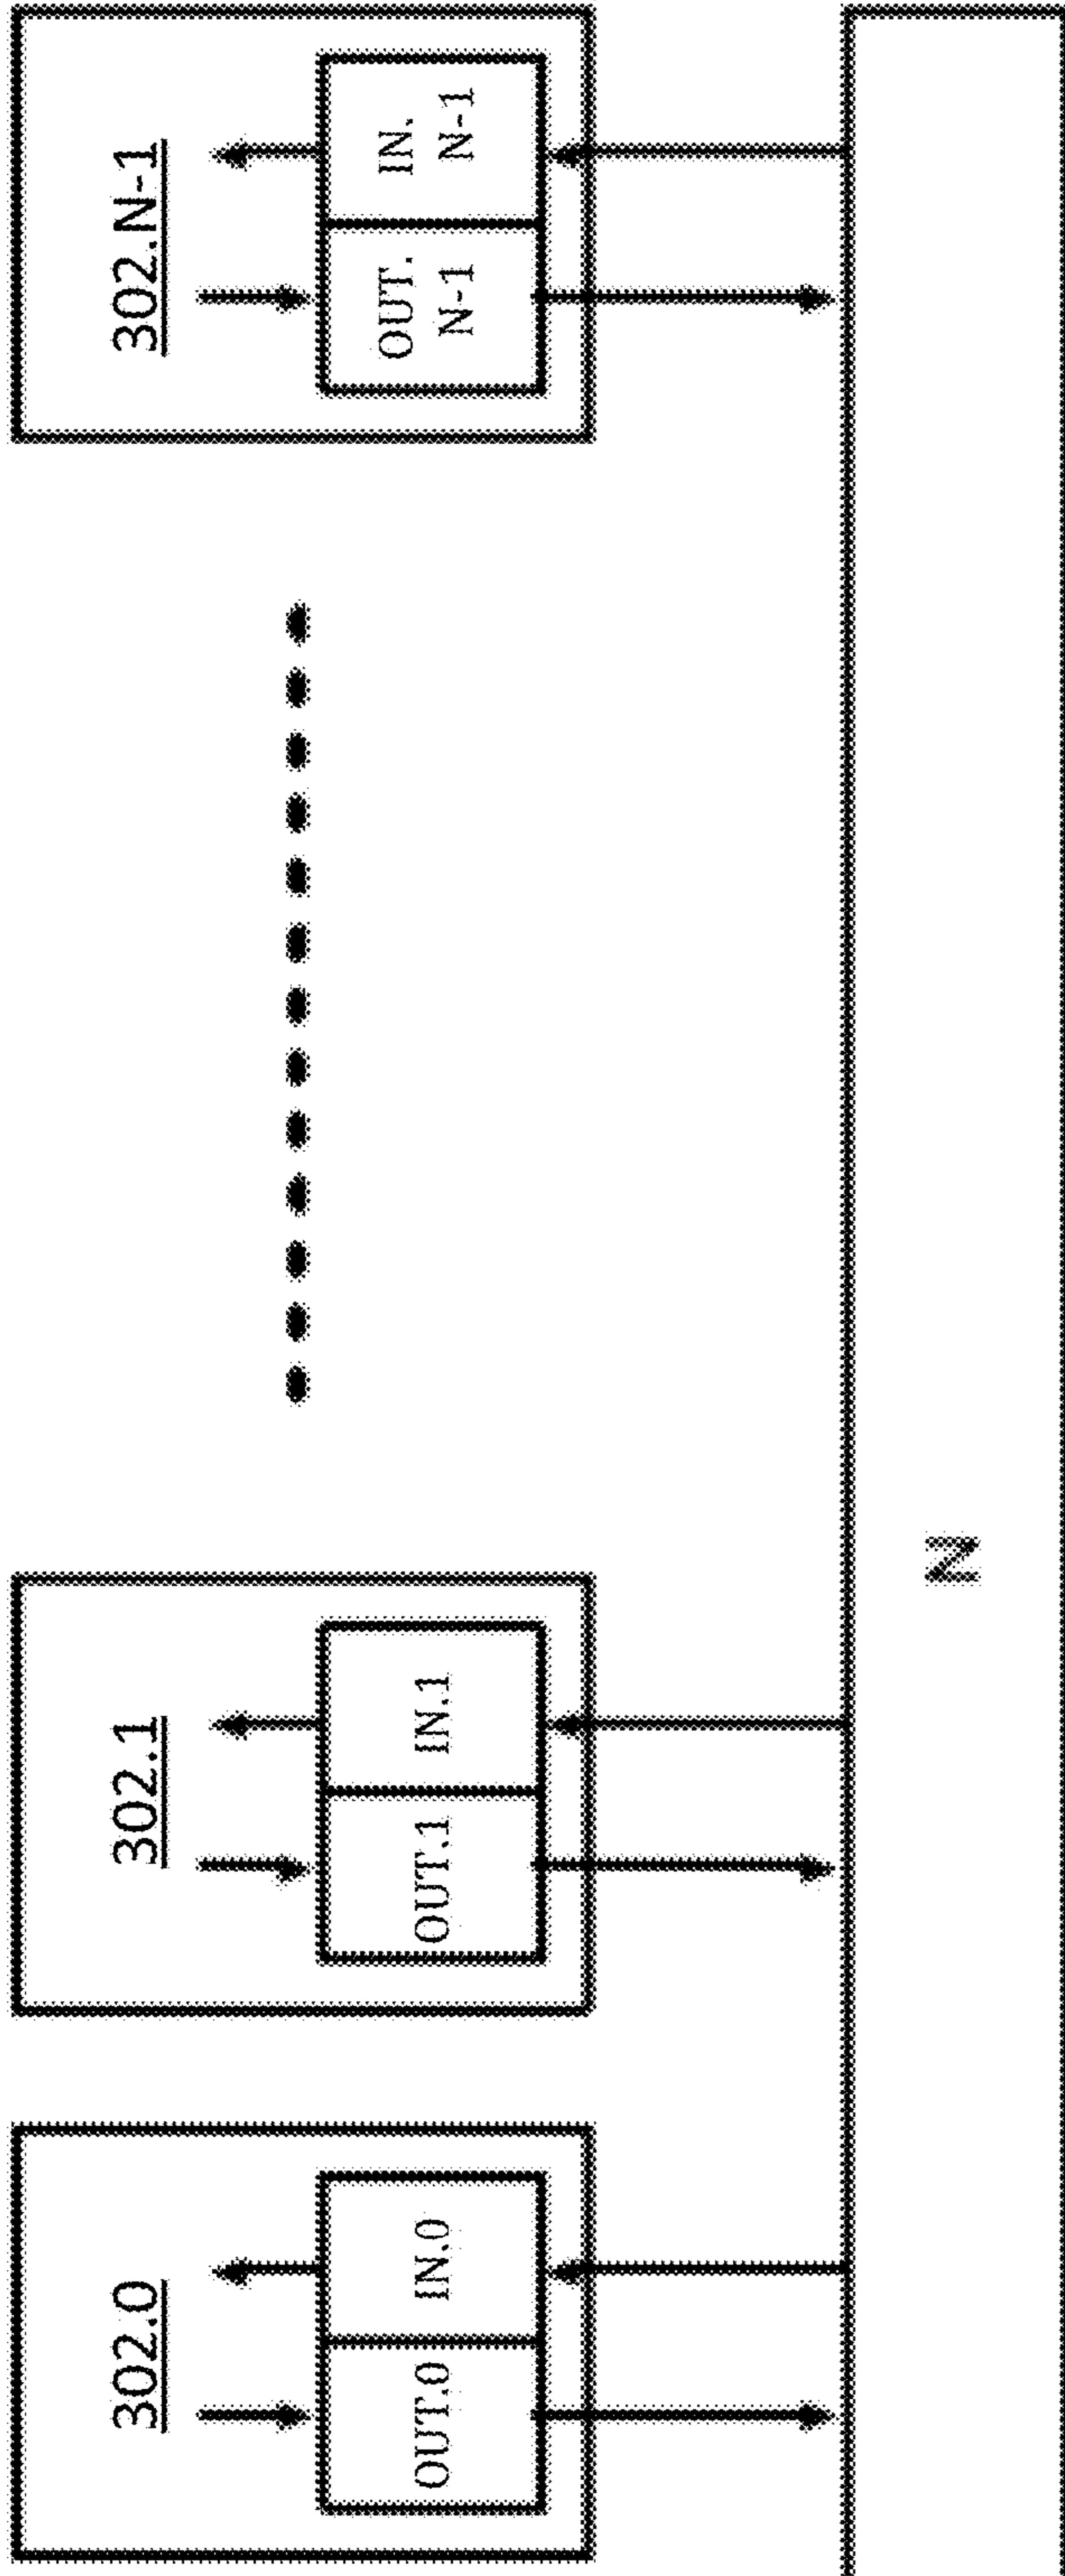 302.0
OUT.0
IN.0
302.1
OUT.1
IN.1
302.N-1
OUT.
N-1
IN.
N-1
N